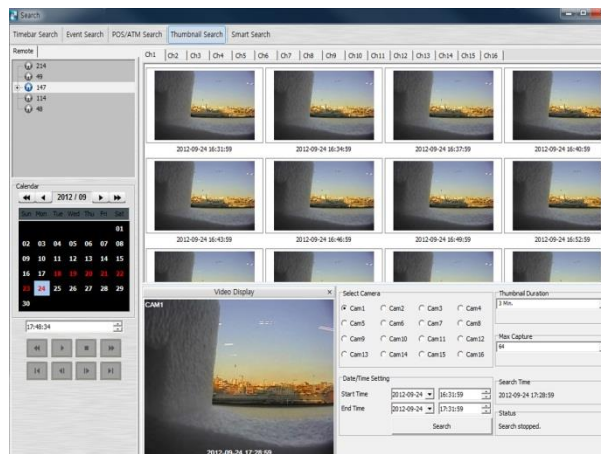 Search
Timebar Search Event Search POS/ATM Search Thumbnail Search Smart Search
Remote
214
49
147
114
48
Ch1 Ch2 Ch3 Ch4 Ch5 Ch6 Ch7 Ch8 Ch9 Ch10 Ch11 Ch12 Ch13 Ch14 Ch15 Ch16
2012-09-24 16:31:59 2012-09-24 16:34:59 2012-09-24 16:37:59 2012-09-24 16:40:59
2012-09-24 16:43:59 2012-09-24 16:46:59 2012-09-24 16:49:59 2012-09-24 16:52:59
Calendar
2012 / 09
Sun Mon Tue Wed Thu Fri Sat
01
02 03 04 05 06 07 08
09 10 11 12 13 14 15
16 17 18 19 20 21 22
23 24 25 26 27 28 29
30
17:48:34
Video Display
CAM1
2012-09-24 17:28:59
Select Camera
Cam1 Cam2 Cam3 Cam4
Cam5 Cam6 Cam7 Cam8
Cam9 Cam10 Cam11 Cam12
Cam13 Cam14 Cam15 Cam16
Date/Time Setting
Start Time 2012-09-24 16:31:59
End Time 2012-09-24 17:31:59
Search
Thumbnail Duration
3 Min.
Max Capture
64
Search Time
2012-09-24 17:28:59
Status
Search stopped.